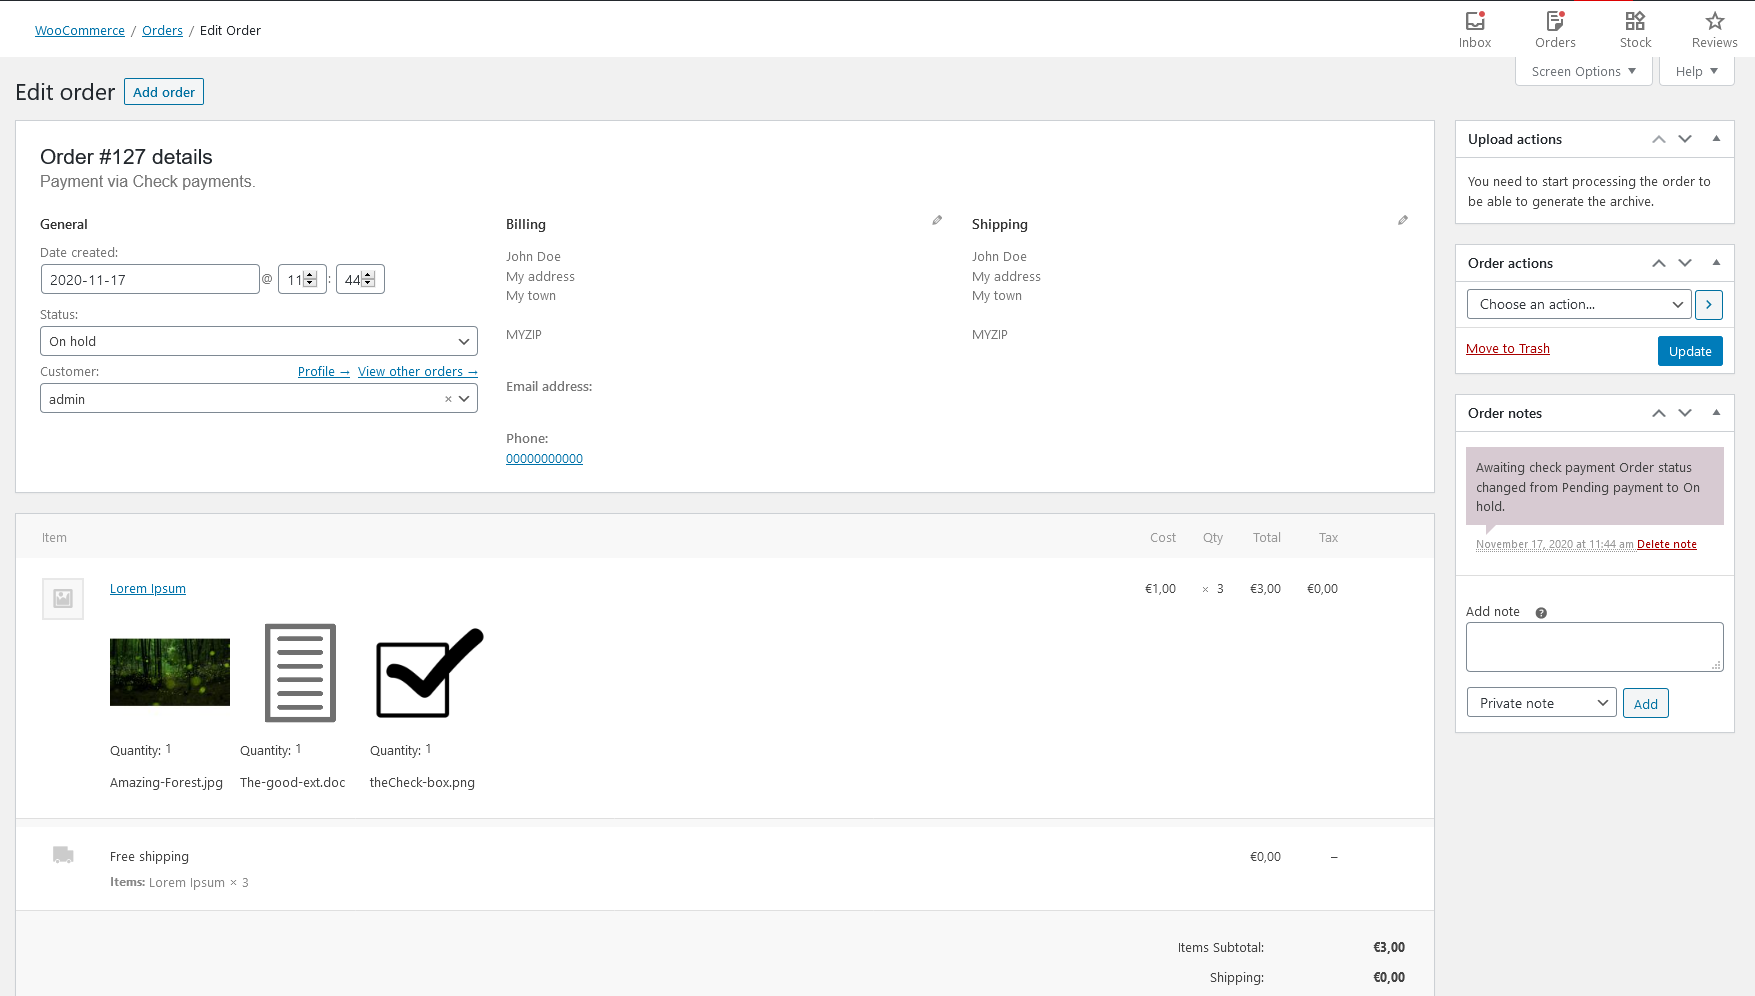 WooCommerce / Orders / Edit Order
Inbox
Orders
Stock
Reviews
Screen Options
Help
Edit order
Add order
Order #127 details
Payment via Check payments.
General
Date created:
2020-11-17 @ 11 : 44
Status:
On hold
Customer:
Profile → View other orders →
admin ×
Billing
John Doe
My address
My town
MYZIP
Email address:
Phone:
00000000000
Shipping
John Doe
My address
My town
MYZIP
Item Cost Qty Total Tax
Lorem Ipsum €1,00 × 3 €3,00 €0,00
Quantity: 1 Quantity: 1 Quantity: 1
Amazing-Forest.jpg The-good-ext.doc theCheck-box.png
Free shipping €0,00 –
Items: Lorem Ipsum × 3
Items Subtotal: €3,00
Shipping: €0,00
Upload actions
You need to start processing the order to
be able to generate the archive.
Order actions
Choose an action...
Move to Trash
Update
Order notes
Awaiting check payment Order status
changed from Pending payment to On
hold.
November 17, 2020 at 11:44 am Delete note
Add note ?
Private note
Add